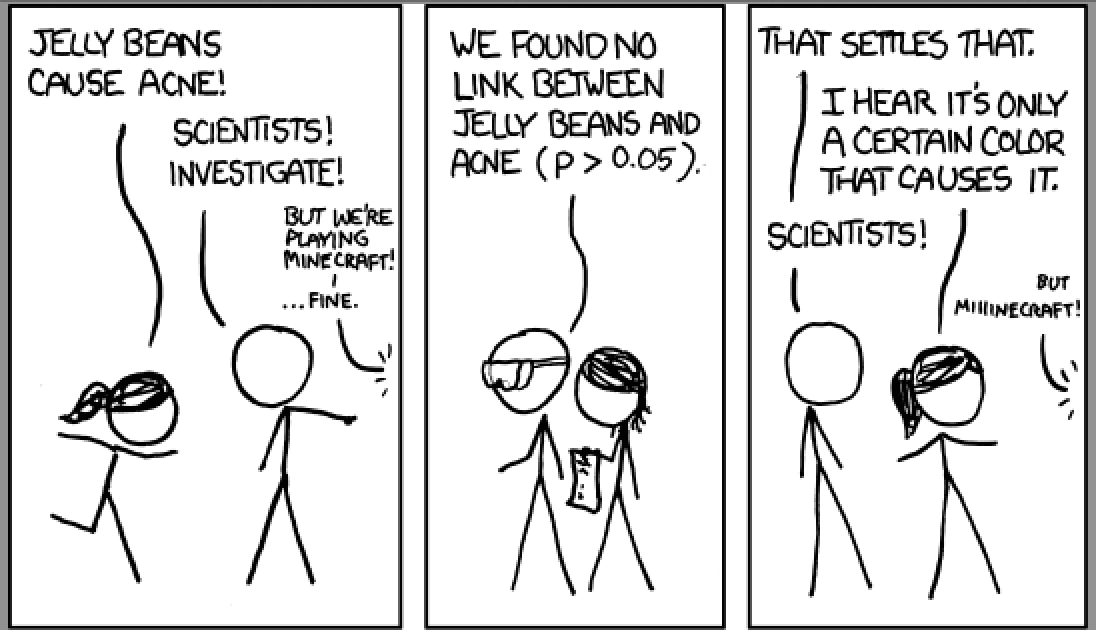 JELLY BEANS
CAUSE ACNE!
SCIENTISTS!
INVESTIGATE!
BUT WE'RE
PLAYING
MINECRAFT!
...FINE.
WE FOUND NO
LINK BETWEEN
JELLY BEANS AND
ACNE (P > 0.05).
THAT SETTLES THAT.
I HEAR IT'S ONLY
A CERTAIN COLOR
THAT CAUSES IT.
SCIENTISTS!
BUT
MIIIINECRAFT!